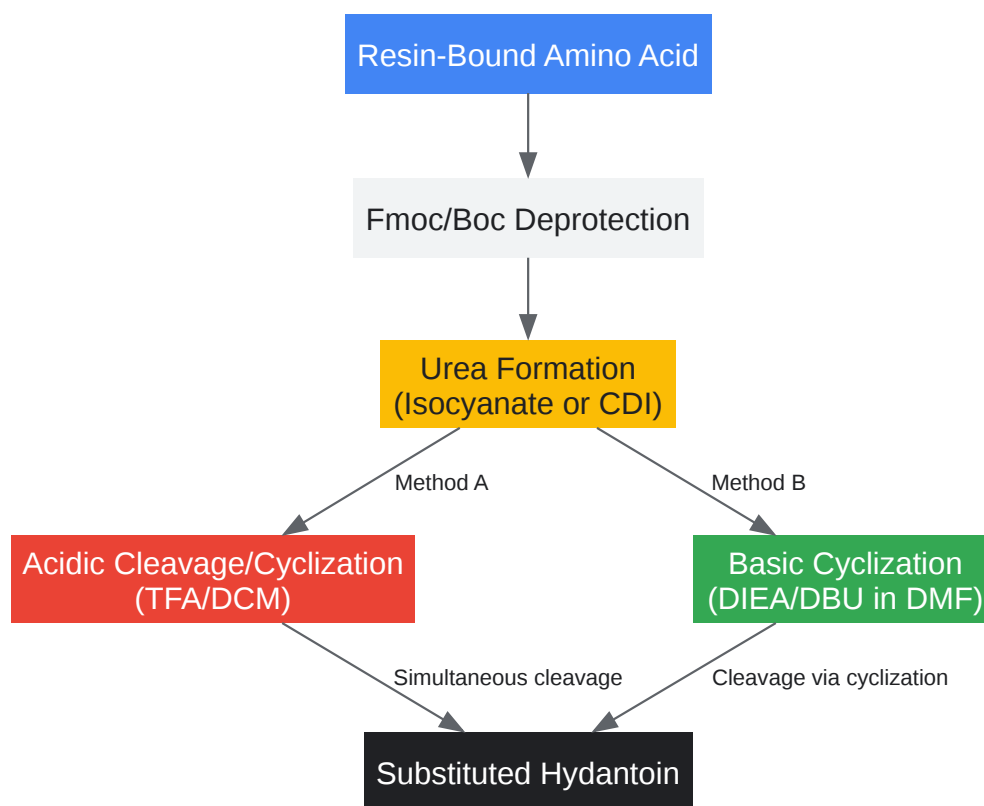 Resin-Bound Amino Acid
Fmoc/Boc Deprotection
Urea Formation
(Isocyanate or CDI)
Method A
Method B
Acidic Cleavage/Cyclization
(TFA/DCM)
Basic Cyclization
(DIEA/DBU in DMF)
Simultaneous cleavage
Cleavage via cyclization
Substituted Hydantoin